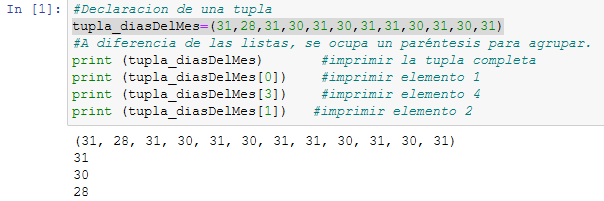 In [1]: #Declaracion de una tupla
tupla_diasDelMes=(31,28,31,30,31,30,31,31,30,31,30,31)
#A diferencia de las listas, se ocupa un paréntesis para agrupar.
print (tupla_diasDelMes) #imprimir la tupla completa
print (tupla_diasDelMes[0]) #imprimir elemento 1
print (tupla_diasDelMes[3]) #imprimir elemento 4
print (tupla_diasDelMes[1]) #imprimir elemento 2
(31, 28, 31, 30, 31, 30, 31, 31, 30, 31, 30, 31)
31
30
28